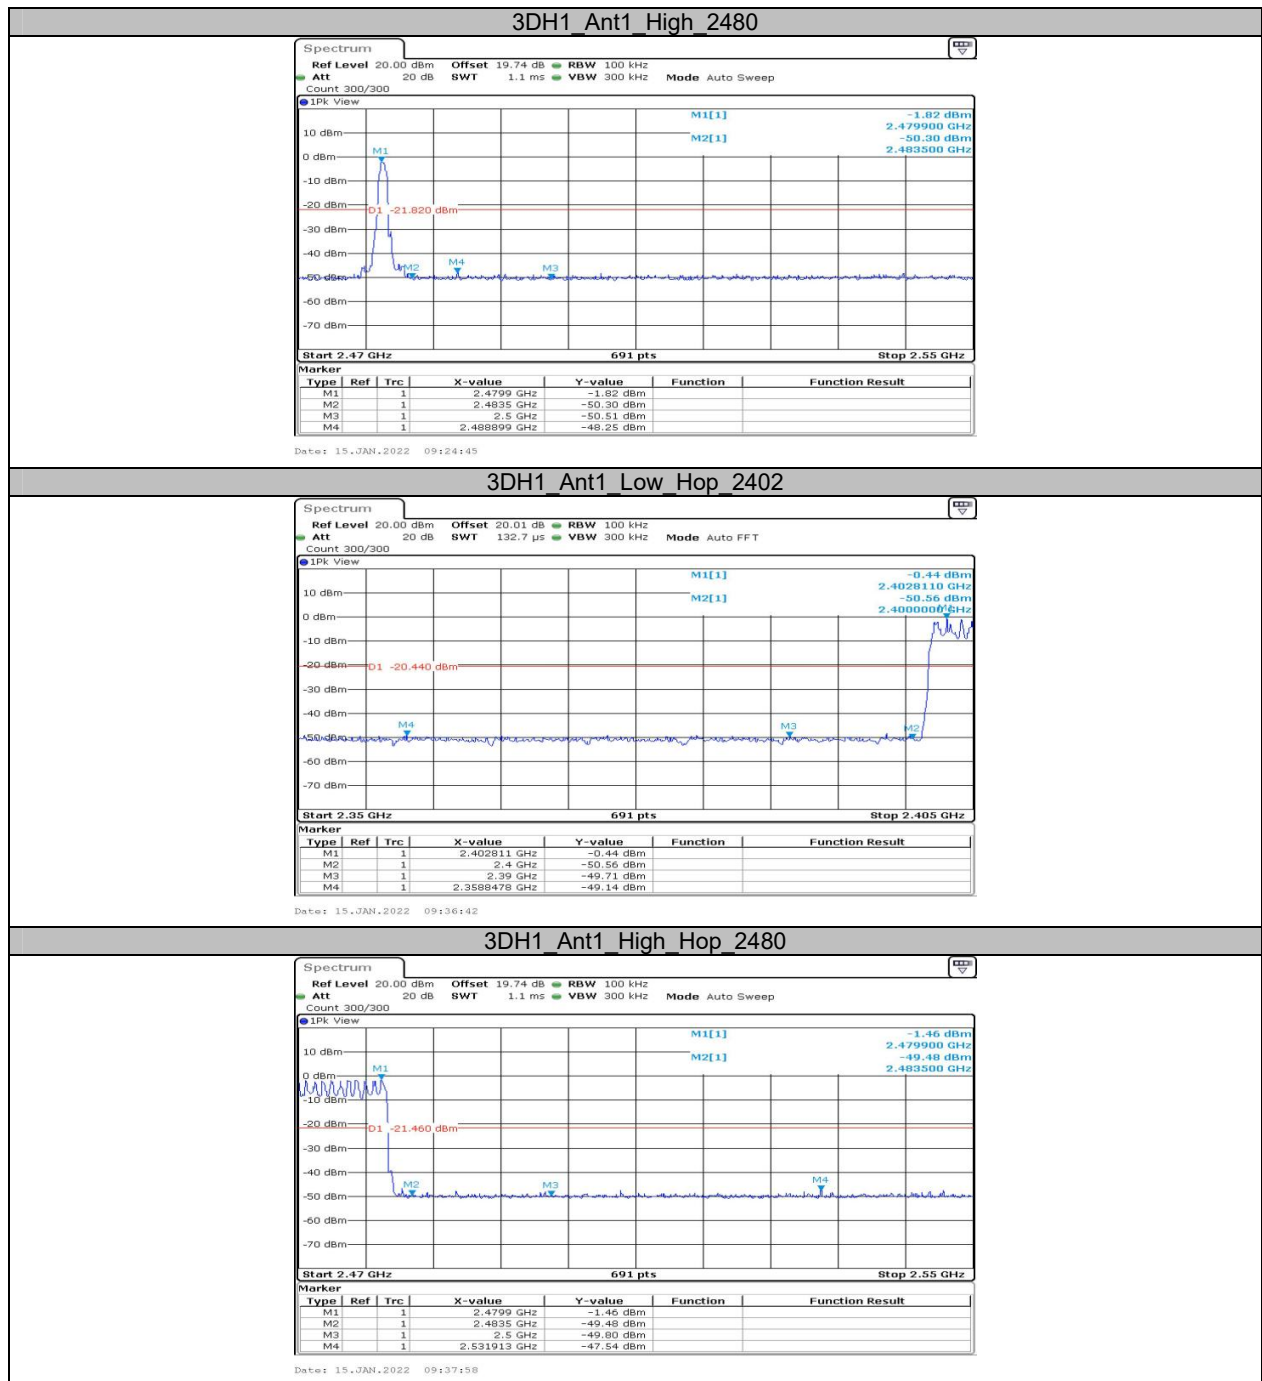 3DH1_Ant1_High_2480
Spectrum
Ref Level 20.00 dBm Offset 19.74 dB RBW 100 kHz
Att 20 dB SWT 1.1 ms VBW 300 kHz Mode Auto Sweep
Count 300/300
1Pk View
M1[1] -1.82 dBm
2.479900 GHz
M2[1] -50.30 dBm
2.483500 GHz
10 dBm
0 dBm
M1
-10 dBm
-20 dBm
D1 -21.820 dBm
-30 dBm
-40 dBm
M2 M4 M3
-50 dBm
-60 dBm
-70 dBm
Start 2.47 GHz 691 pts Stop 2.55 GHz
Marker
Type Ref Trc X-value Y-value Function Function Result
M1 1 2.4799 GHz -1.82 dBm
M2 1 2.4835 GHz -50.30 dBm
M3 1 2.5 GHz -50.51 dBm
M4 1 2.488899 GHz -48.25 dBm
Date: 15.JAN.2022 09:24:45
3DH1_Ant1_Low_Hop_2402
Spectrum
Ref Level 20.00 dBm Offset 20.01 dB RBW 100 kHz
Att 20 dB SWT 132.7 µs VBW 300 kHz Mode Auto FFT
Count 300/300
1Pk View
M1[1] -0.44 dBm
2.4028110 GHz
M2[1] -50.56 dBm
2.4000000 GHz
M1
10 dBm
0 dBm
-10 dBm
-20 dBm
D1 -20.440 dBm
-30 dBm
-40 dBm
M4 M3 M2
-50 dBm
-60 dBm
-70 dBm
Start 2.35 GHz 691 pts Stop 2.405 GHz
Marker
Type Ref Trc X-value Y-value Function Function Result
M1 1 2.402811 GHz -0.44 dBm
M2 1 2.4 GHz -50.56 dBm
M3 1 2.39 GHz -49.71 dBm
M4 1 2.3588478 GHz -49.14 dBm
Date: 15.JAN.2022 09:36:42
3DH1_Ant1_High_Hop_2480
Spectrum
Ref Level 20.00 dBm Offset 19.74 dB RBW 100 kHz
Att 20 dB SWT 1.1 ms VBW 300 kHz Mode Auto Sweep
Count 300/300
1Pk View
M1[1] -1.46 dBm
2.479900 GHz
M2[1] -49.48 dBm
2.483500 GHz
10 dBm
0 dBm
M1
-10 dBm
-20 dBm
D1 -21.460 dBm
-30 dBm
-40 dBm
M2 M3 M4
-50 dBm
-60 dBm
-70 dBm
Start 2.47 GHz 691 pts Stop 2.55 GHz
Marker
Type Ref Trc X-value Y-value Function Function Result
M1 1 2.4799 GHz -1.46 dBm
M2 1 2.4835 GHz -49.48 dBm
M3 1 2.5 GHz -49.80 dBm
M4 1 2.531913 GHz -47.54 dBm
Date: 15.JAN.2022 09:37:58